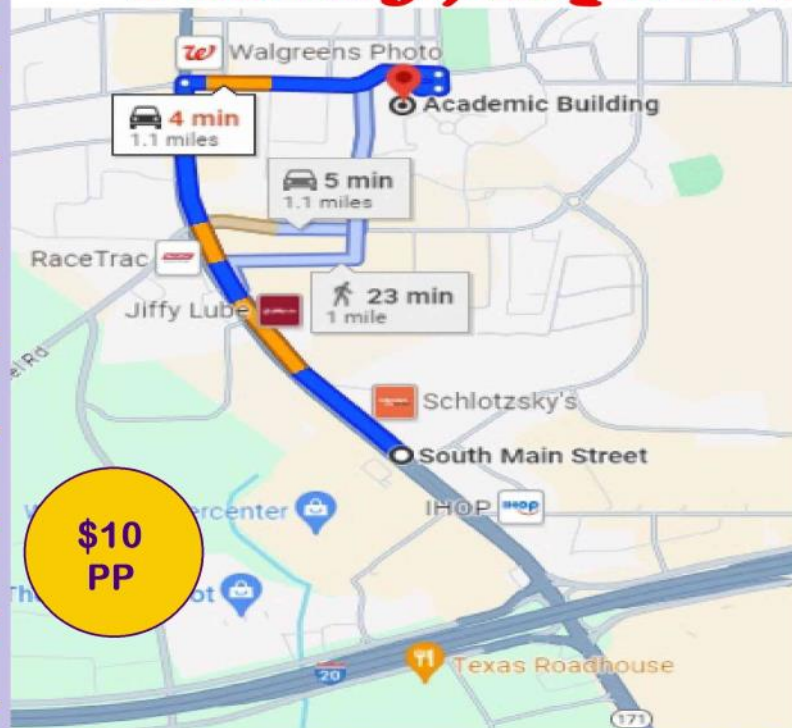 Walgreens Photo
Academic Building
4 min
1.1 miles
5 min
1.1 miles
RaceTrac
23 min
1 mile
Jiffy Lube
Schlotzsky's
South Main Street
IHOP
IHOP
$10
PP
20
Texas Roadhouse
171